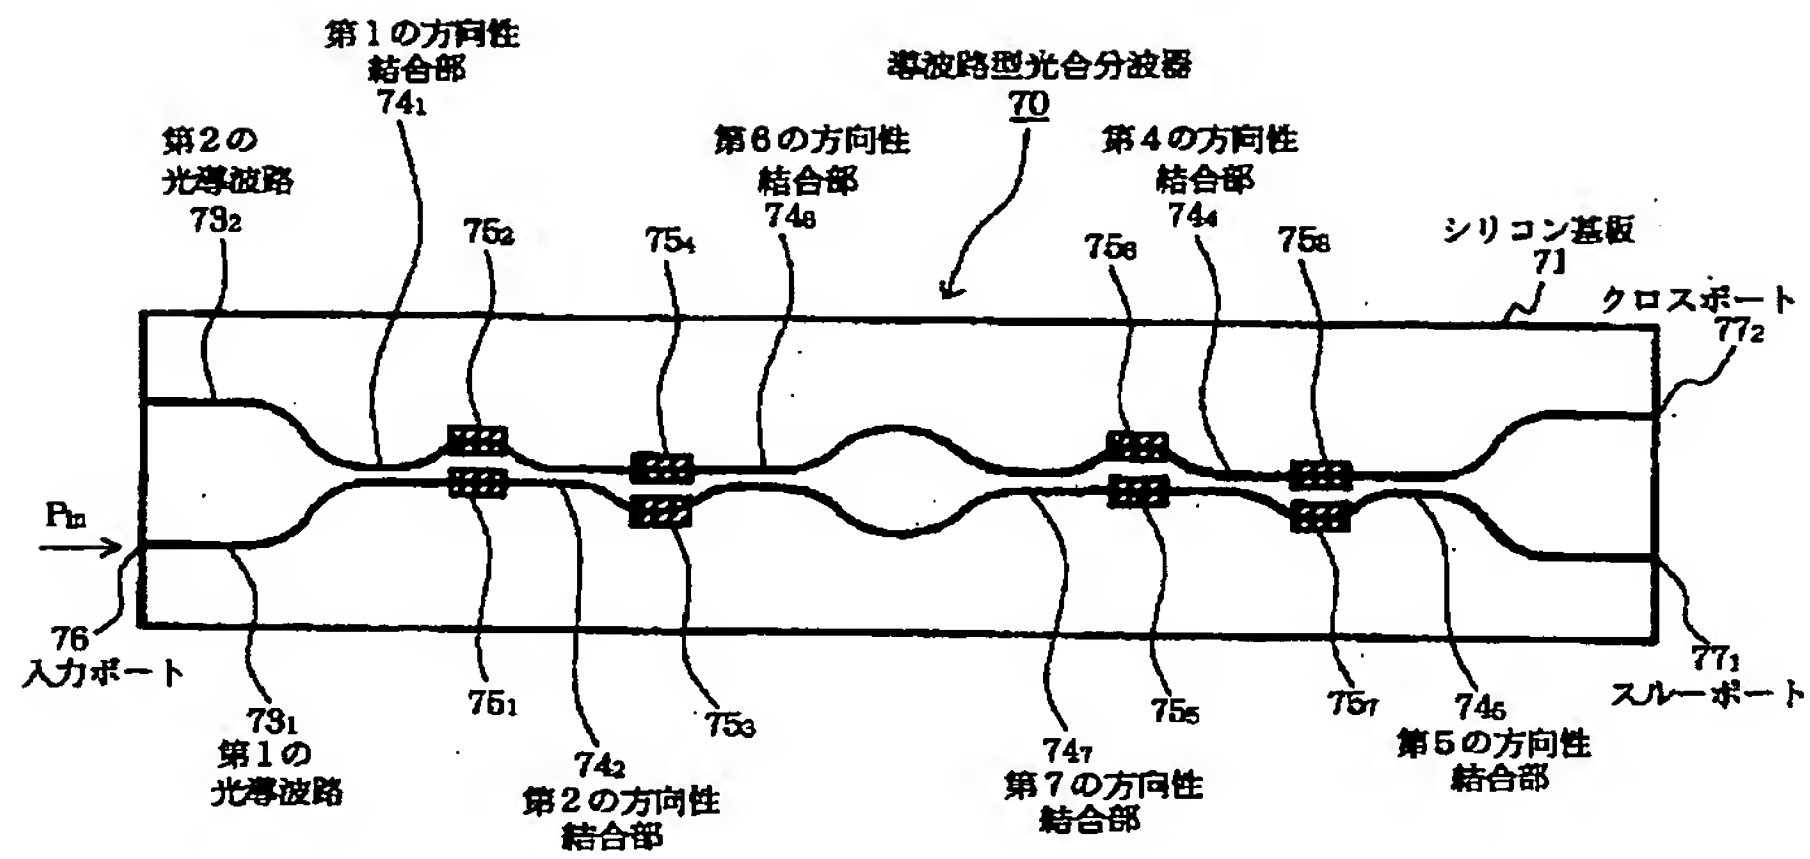 第1の方向性
結合部
74₁
導波路型光合分波器
70
第2の
光導波路
73₂
第6の方向性
結合部
74₆
第4の方向性
結合部
74₄
75₂
75₄
75₆
75₈
シリコン基板
71
クロスポート
77₂
Pin
76
入力ポート
73₁
第1の
光導波路
75₁
74₂
第2の方向性
結合部
75₃
74₇
第7の方向性
結合部
75₅
75₇
74₅
第5の方向性
結合部
77₁
スルーポート